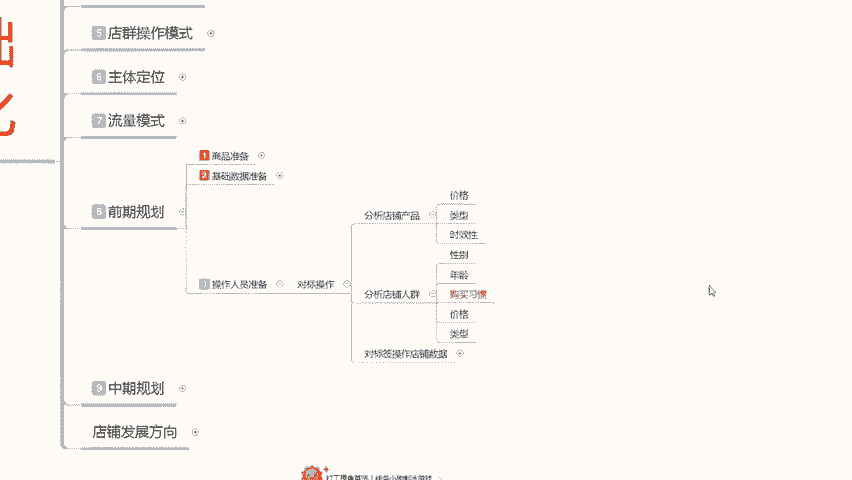 础
化
5 店群操作模式
6 主体定位
7 流量模式
8 前期规划
1 商品准备
2 基础数据准备
3 操作人员准备
对标操作
分析店铺产品
价格
类型
时效性
分析店铺人群
性别
年龄
购买习惯
价格
类型
对标签操作店铺数据
9 中期规划
店铺发展方向